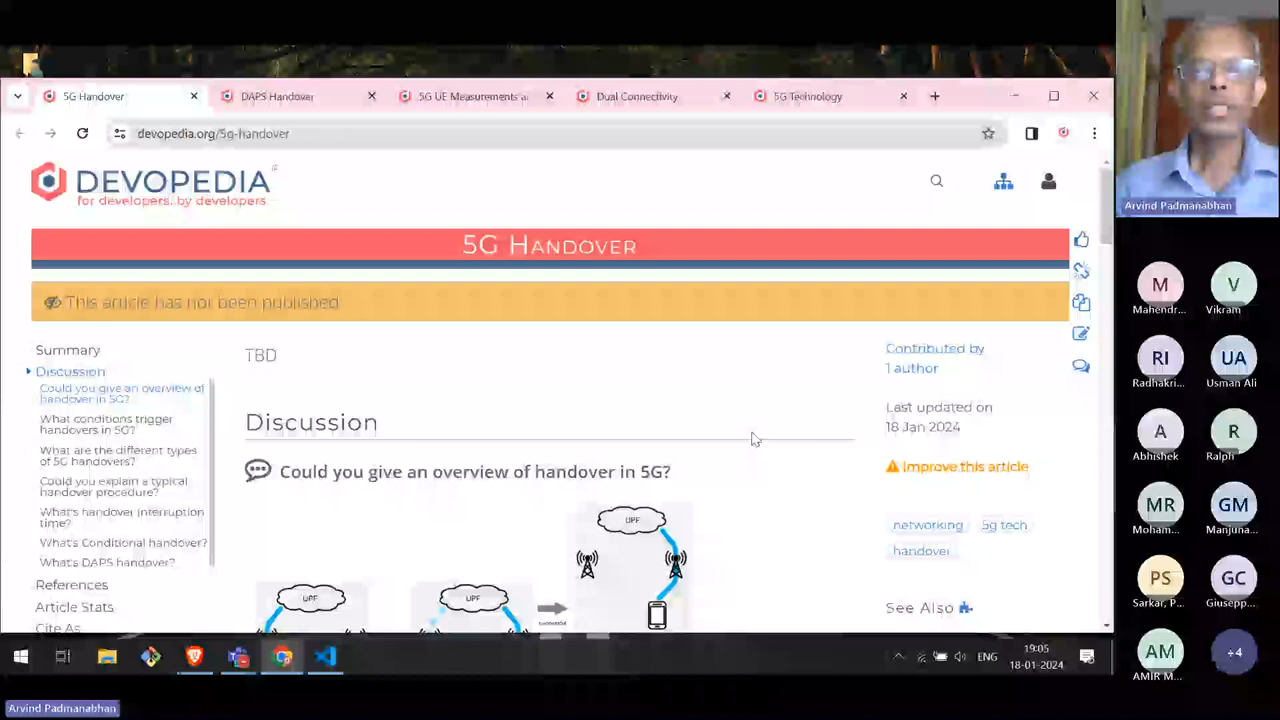 5G Handover
DAPS Handover
5G UE Measurements a
Dual Connectivity
5G Technology
devopedia.org/5g-handover
DEVOPEDIA
for developers. by developers.
5G HANDOVER
This article has not been published
Summary
Discussion
Could you give an overview of
handover in 5G?
What conditions trigger
handovers in 5G?
What are the different types
of 5G handovers?
Could you explain a typical
handover procedure?
What's handover interruption
time?
What's Conditional handover?
What's DAPS handover?
References
Article Stats
Cite As
TBD
Discussion
Could you give an overview of handover in 5G?
UPF
UPF
UPF
Contributed by
1 author
Last updated on
18 Jan 2024
Improve this article
networking
5g tech
handover
See Also
ENG
19:05
18-01-2024
Arvind Padmanabhan
Arvind Padmanabhan
M
Mahendr...
V
Vikram
RI
Radhakri...
UA
Usman Ali
A
Abhishek
R
Ralph
MR
Moham...
GM
Manjuna...
PS
Sarkar, P...
GC
Giusepp...
AM
AMIR M...
+4